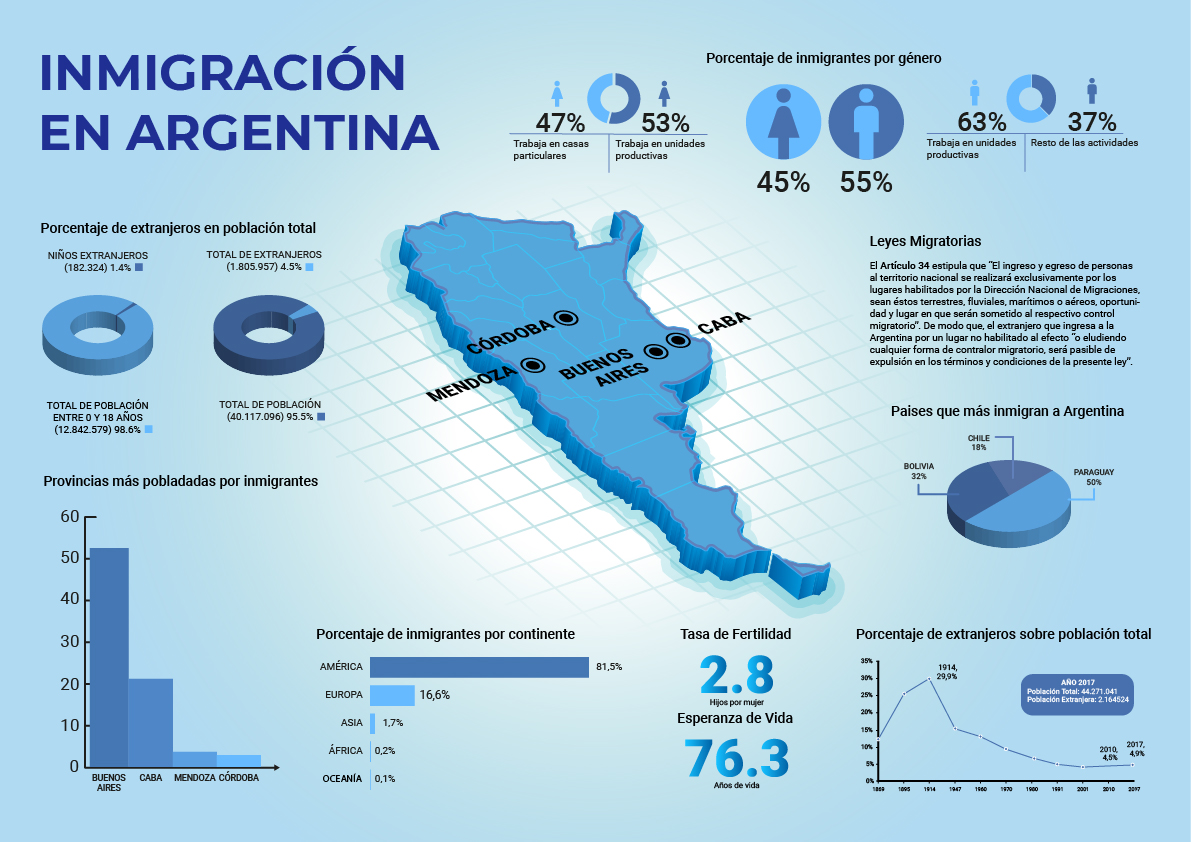 INMIGRACIÓN
EN ARGENTINA
Porcentaje de inmigrantes por género
47%
53%
Trabaja en casas
particulares
Trabaja en unidades
productivas
45%
55%
63%
37%
Trabaja en unidades
productivas
Resto de las actividades
Porcentaje de extranjeros en población total
NIÑOS EXTRANJEROS
(182.324) 1.4%
TOTAL DE EXTRANJEROS
(1.805.957) 4.5%
TOTAL DE POBLACIÓN
ENTRE 0 Y 18 AÑOS
(12.842.579) 98.6%
TOTAL DE POBLACIÓN
(40.117.096) 95.5%
CÓRDOBA
CABA
BUENOS
AIRES
MENDOZA
Leyes Migratorias
El Artículo 34 estipula que “El ingreso y egreso de personas
al territorio nacional se realizará exclusivamente por los
lugares habilitados por la Dirección Nacional de Migraciones,
sean éstos terrestres, fluviales, marítimos o aéreos, oportuni-
dad y lugar en que serán sometido al respectivo control
migratorio”. De modo que, el extranjero que ingresa a la
Argentina por un lugar no habilitado al efecto “o eludiendo
cualquier forma de contralor migratorio, será pasible de
expulsión en los términos y condiciones de la presente ley”.
Paises que más inmigran a Argentina
CHILE
18%
BOLIVIA
32%
PARAGUAY
50%
Provincias más pobladadas por inmigrantes
60
50
40
30
20
10
0
BUENOS
AIRES
CABA
MENDOZA
CÓRDOBA
Porcentaje de inmigrantes por continente
AMÉRICA
81,5%
EUROPA
16,6%
ASIA
1,7%
ÁFRICA
0,2%
OCEANÍA
0,1%
Tasa de Fertilidad
2.8
Hijos por mujer
Esperanza de Vida
76.3
Años de vida
Porcentaje de extranjeros sobre población total
35%
30%
25%
20%
15%
10%
5%
0%
1914,
29,9%
AÑO 2017
Población Total: 44.271.041
Población Extranjera: 2.164524
2010,
4,5%
2017,
4,9%
1869 1895 1914 1947 1960 1970 1980 1991 2001 2010 2017